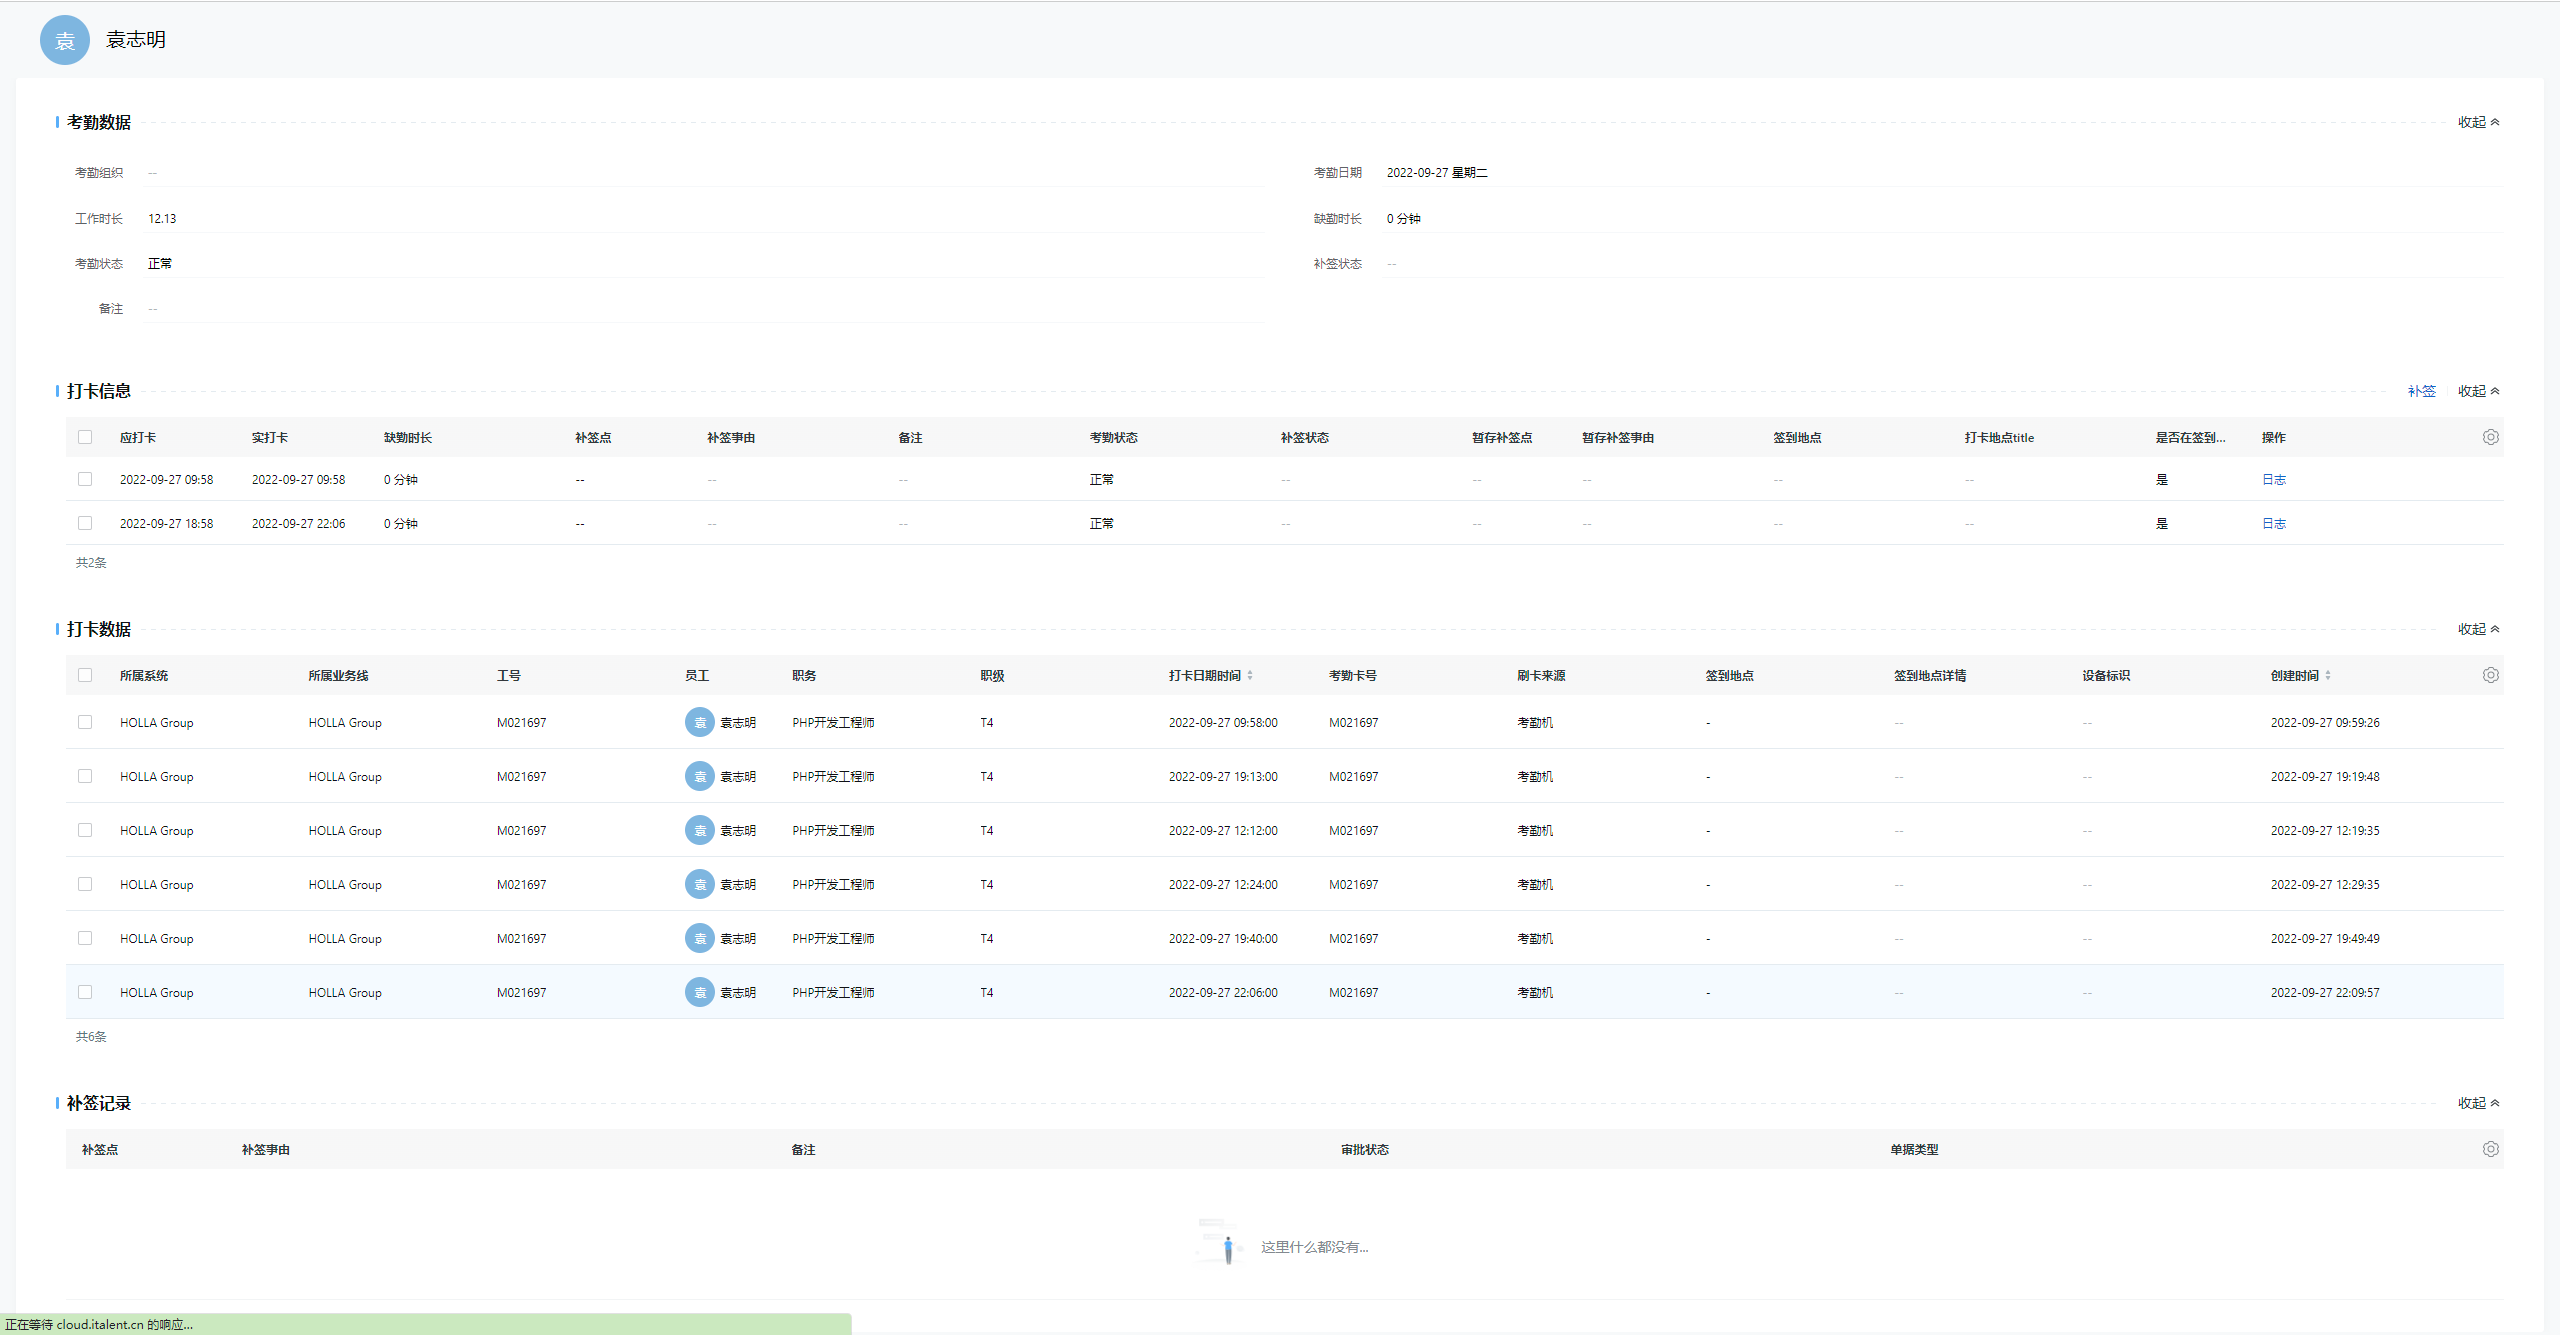 袁 袁志明
考勤数据 收起
考勤组织 -- 考勤日期 2022-09-27 星期二
工作时长 12.13 缺勤时长 0 分钟
考勤状态 正常 补签状态 --
备注 --
打卡信息 补签 收起
应打卡 实打卡 缺勤时长 补签点 补签事由 备注 考勤状态 补签状态 暂存补签点 暂存补签事由 签到地点 打卡地点title 是否在签到... 操作
2022-09-27 09:58 2022-09-27 09:58 0 分钟 -- -- -- 正常 -- -- -- -- -- 是 日志
2022-09-27 18:58 2022-09-27 22:06 0 分钟 -- -- -- 正常 -- -- -- -- -- 是 日志
共2条
打卡数据 收起
所属系统 所属业务线 工号 员工 职务 职级 打卡日期时间 考勤卡号 刷卡来源 签到地点 签到地点详情 设备标识 创建时间
HOLLA Group HOLLA Group M021697 袁 袁志明 PHP开发工程师 T4 2022-09-27 09:58:00 M021697 考勤机 - -- -- 2022-09-27 09:59:26
HOLLA Group HOLLA Group M021697 袁 袁志明 PHP开发工程师 T4 2022-09-27 19:13:00 M021697 考勤机 - -- -- 2022-09-27 19:19:48
HOLLA Group HOLLA Group M021697 袁 袁志明 PHP开发工程师 T4 2022-09-27 12:12:00 M021697 考勤机 - -- -- 2022-09-27 12:19:35
HOLLA Group HOLLA Group M021697 袁 袁志明 PHP开发工程师 T4 2022-09-27 12:24:00 M021697 考勤机 - -- -- 2022-09-27 12:29:35
HOLLA Group HOLLA Group M021697 袁 袁志明 PHP开发工程师 T4 2022-09-27 19:40:00 M021697 考勤机 - -- -- 2022-09-27 19:49:49
HOLLA Group HOLLA Group M021697 袁 袁志明 PHP开发工程师 T4 2022-09-27 22:06:00 M021697 考勤机 - -- -- 2022-09-27 22:09:57
共6条
补签记录 收起
补签点 补签事由 备注 审批状态 单据类型
这里什么都没有...
正在等待 cloud.italent.cn 的响应...